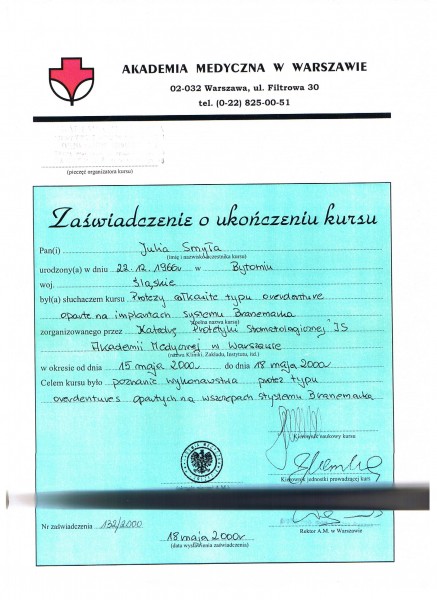 AKADEMIA MEDYCZNA W WARSZAWIE
02-032 Warszawa, ul. Filtrowa 30
tel. (0-22) 825-00-51
(pieczęć organizatora kursu)
Zaświadczenie o ukończeniu kursu
Pan(i) Julia Smyła
(imię i nazwisko uczestnika kursu)
urodzony(a) w dniu 22.12.1960r w Bytomiu
woj. śląskie
był(a) słuchaczem kursu Protezy całkowite typu overdenture
oparte na implantach systemu Branemarka
(pełna nazwa kursu)
zorganizowanego przez Katedrę Protetyki Stomatologicznej IS
Akademii Medycznej w Warszawie
(nazwa Kliniki, Zakładu, Instytutu, itd.)
w okresie od dnia 15 maja 2000r do dnia 18 maja 2000r
Celem kursu było poznanie wykonawstwa protez typu
overdentures opartych na wszczepach systemu Branemarka
Kierownik naukowy kursu
Kierownik jednostki prowadzącej kurs
Nr zaświadczenia 132/2000
Rektor A.M. w Warszawie
18 maja 2000r
(data wystawienia zaświadczenia)